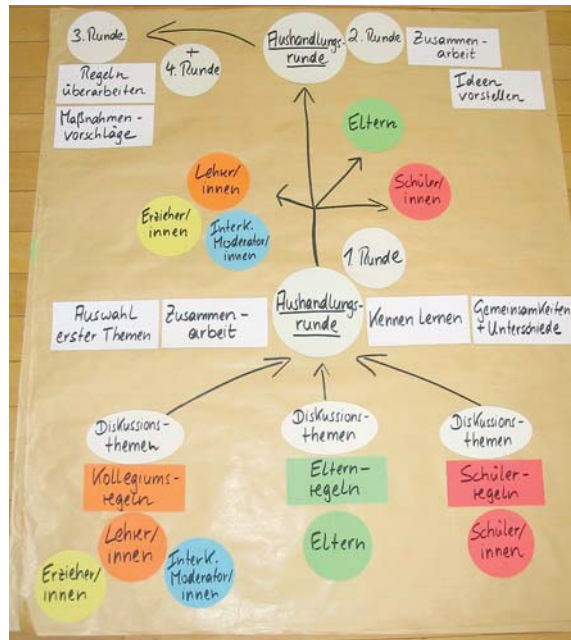 3. Runde
+
4. Runde
Aushandlungs-
runde
2. Runde
Zusammen-
arbeit
Regeln
überarbeiten
Ideen
vorstellen
Maßnahmen-
vorschläge
Eltern
Lehrer/
innen
Schüler/
innen
Erzieher/
innen
Interk.
Moderator/
innen
1. Runde
Auswahl
erster Themen
Zusammen-
arbeit
Aushandlungs-
runde
Kennen lernen
Gemeinsamkeiten
+ Unterschiede
Diskussions-
themen
Diskussions-
themen
Diskussions-
themen
Kollegiums-
regeln
Eltern-
regeln
Schüler-
regeln
Lehrer/
innen
Eltern
Schüler/
innen
Erzieher/
innen
Interk.
Moderator/
innen